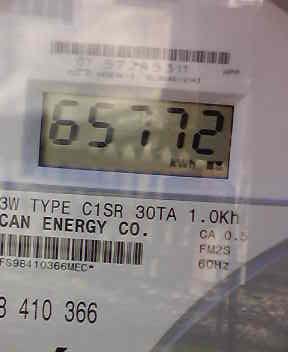 65772
kWh
3W TYPE C1SR 30TA 1.0Kh
CAN ENERGY CO.
CA 0.5
FM2S
60Hz
FS98410366MEC*
8 410 366